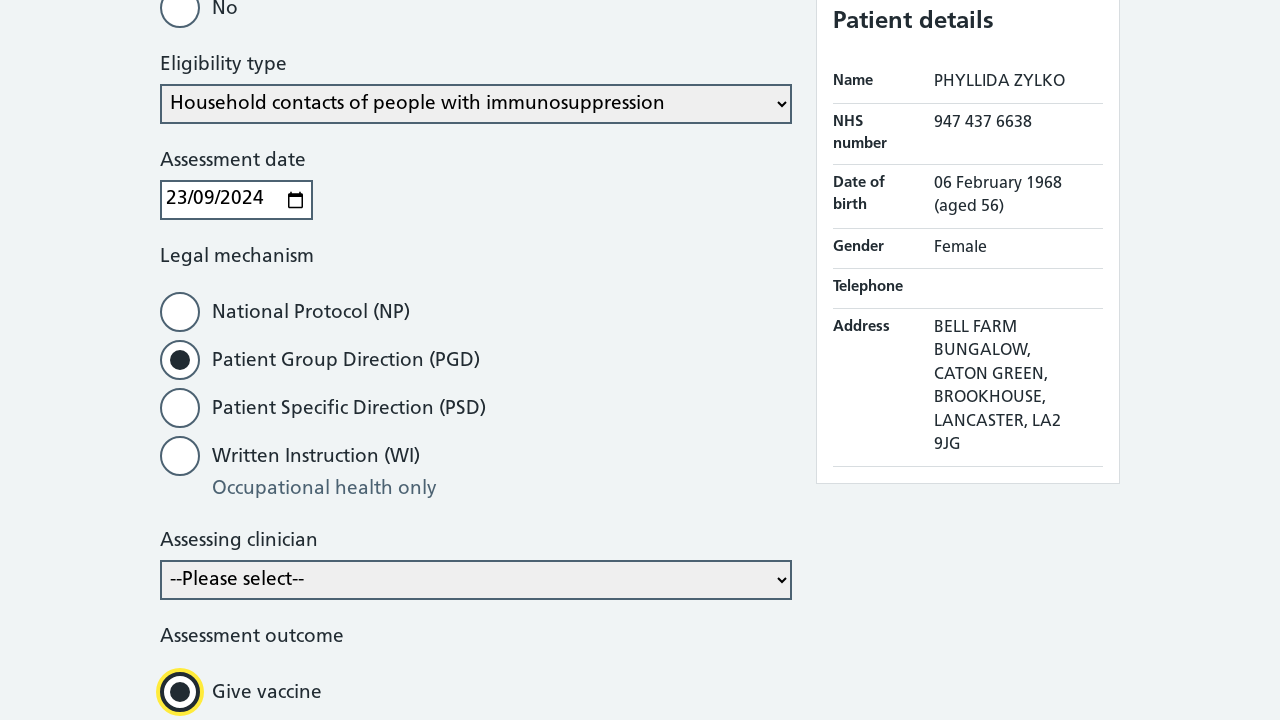 No
Eligibility type
Household contacts of people with immunosuppression
Assessment date
23/09/2024
Legal mechanism
National Protocol (NP)
Patient Group Direction (PGD)
Patient Specific Direction (PSD)
Written Instruction (WI)
Occupational health only
Assessing clinician
--Please select--
Assessment outcome
Give vaccine
Patient details
Name PHYLLIDA ZYLKO
NHS number 947 437 6638
Date of birth 06 February 1968
(aged 56)
Gender Female
Telephone
Address BELL FARM
BUNGALOW,
CATON GREEN,
BROOKHOUSE,
LANCASTER, LA2
9JG